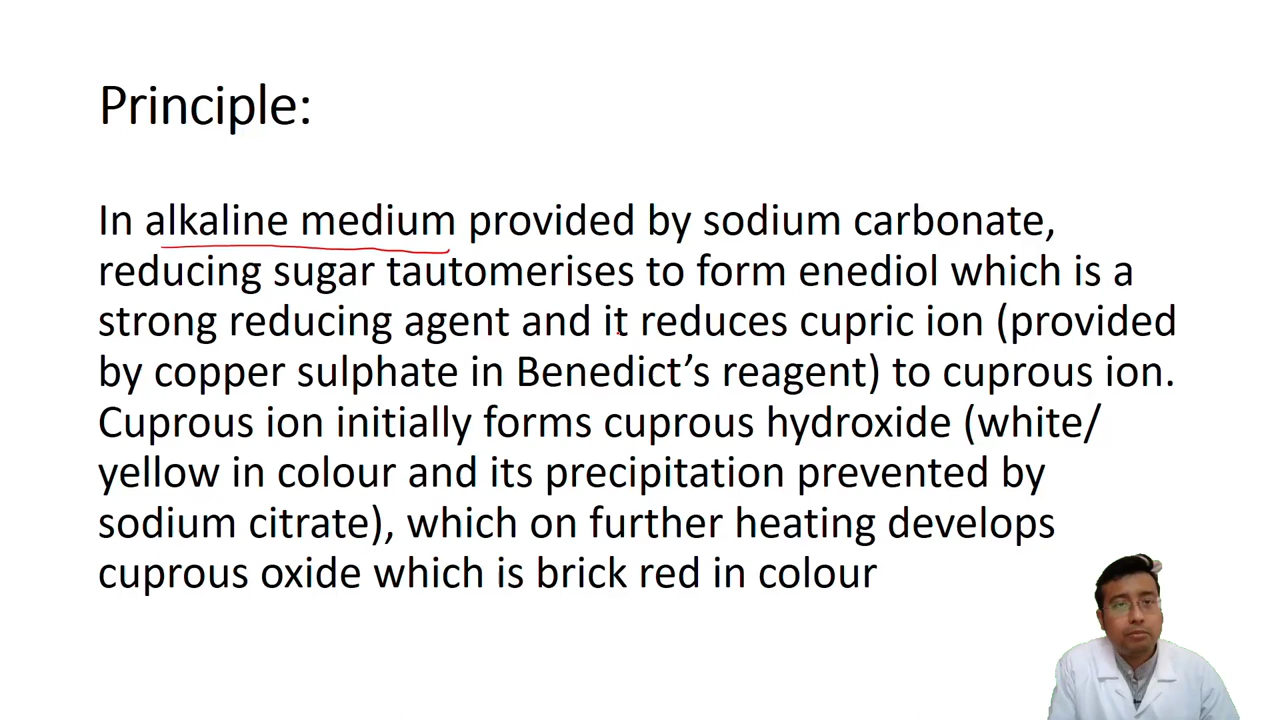 Principle:
In alkaline medium provided by sodium carbonate,
reducing sugar tautomerises to form enediol which is a
strong reducing agent and it reduces cupric ion (provided
by copper sulphate in Benedict’s reagent) to cuprous ion.
Cuprous ion initially forms cuprous hydroxide (white/
yellow in colour and its precipitation prevented by
sodium citrate), which on further heating develops
cuprous oxide which is brick red in colour